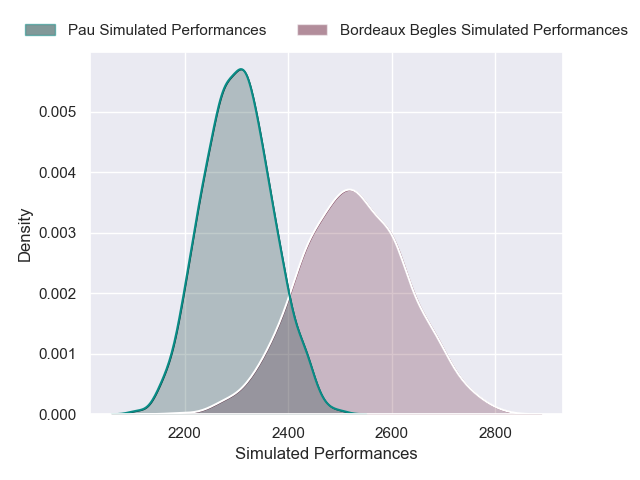 Pau Simulated Performances
Bordeaux Begles Simulated Performances
0.005
0.004
0.003
0.002
0.001
0.000
Density
2200
2400
2600
2800
Simulated Performances